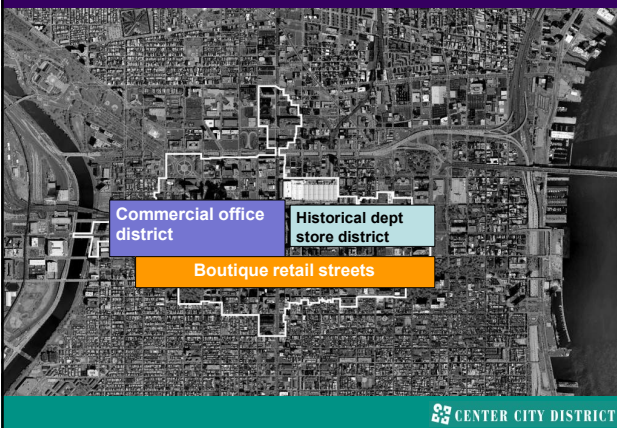 Commercial office
district
Historical dept
store district
Boutique retail streets
CENTER CITY DISTRICT